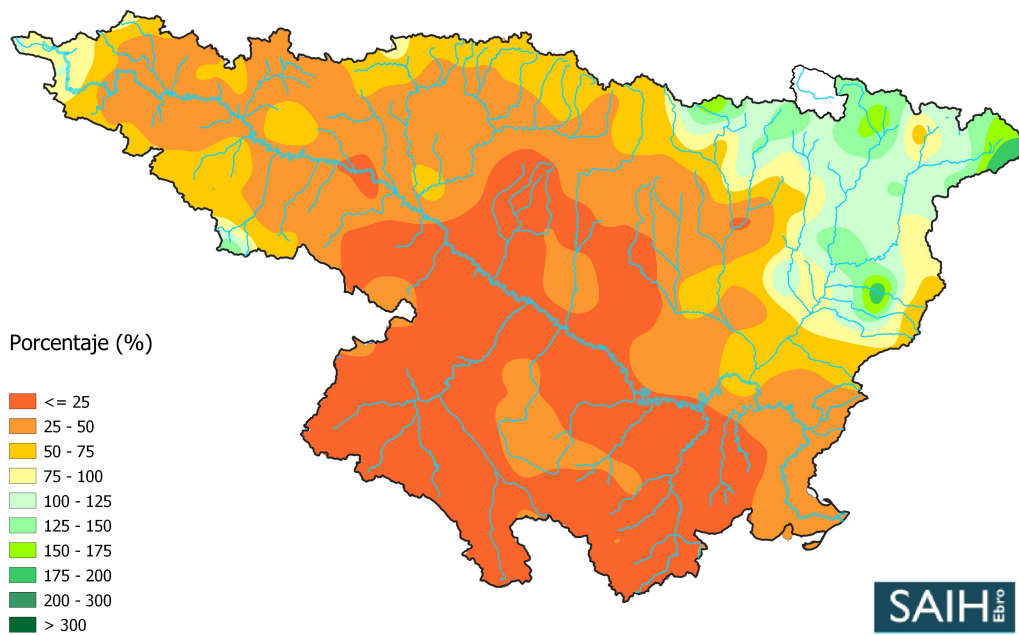 Porcentaje (%)
<= 25
25 - 50
50 - 75
75 - 100
100 - 125
125 - 150
150 - 175
175 - 200
200 - 300
> 300
SAIH Ebro